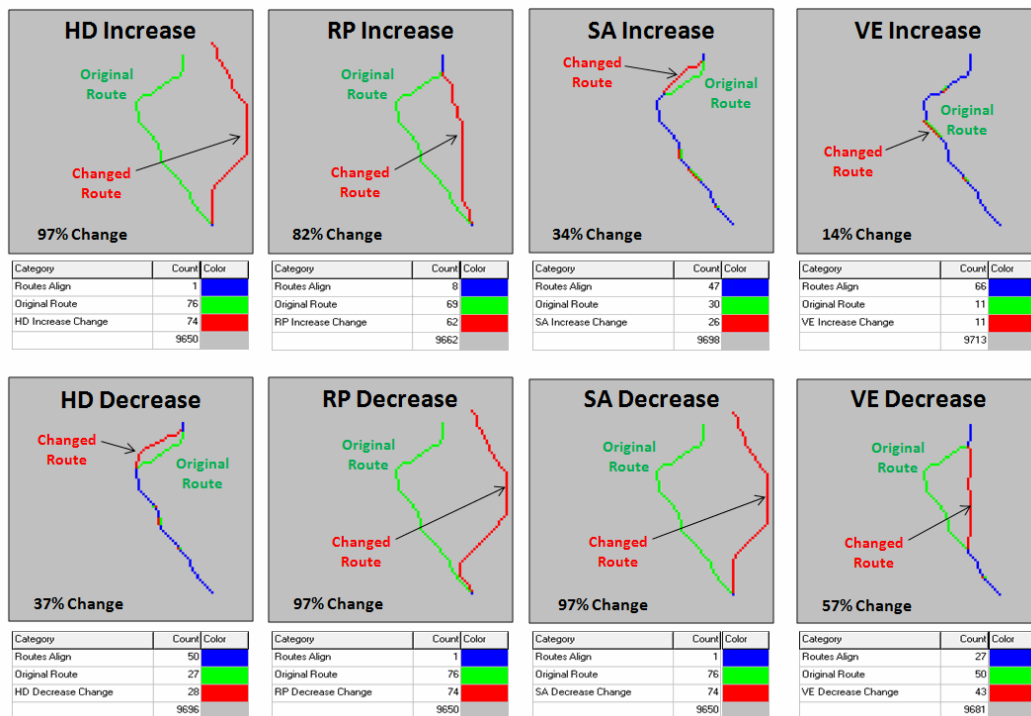 HD Increase
Original
Route
Changed
Route
97% Change
Category Count Color
Routes Align 1
Original Route 76
HD Increase Change 74
9650
RP Increase
Original
Route
Changed
Route
82% Change
Category Count Color
Routes Align 8
Original Route 69
RP Increase Change 62
9662
SA Increase
Changed
Route
Original
Route
34% Change
Category Count Color
Routes Align 47
Original Route 30
SA Increase Change 26
9698
VE Increase
Original
Route
Changed
Route
14% Change
Category Count Color
Routes Align 66
Original Route 11
VE Increase Change 11
9713
HD Decrease
Changed
Route
Original
Route
37% Change
Category Count Color
Routes Align 50
Original Route 27
HD Decrease Change 28
9696
RP Decrease
Original
Route
Changed
Route
97% Change
Category Count Color
Routes Align 1
Original Route 76
RP Decrease Change 74
9650
SA Decrease
Original
Route
Changed
Route
97% Change
Category Count Color
Routes Align 1
Original Route 76
SA Decrease Change 74
9650
VE Decrease
Original
Route
Changed
Route
57% Change
Category Count Color
Routes Align 27
Original Route 50
VE Decrease Change 43
9681